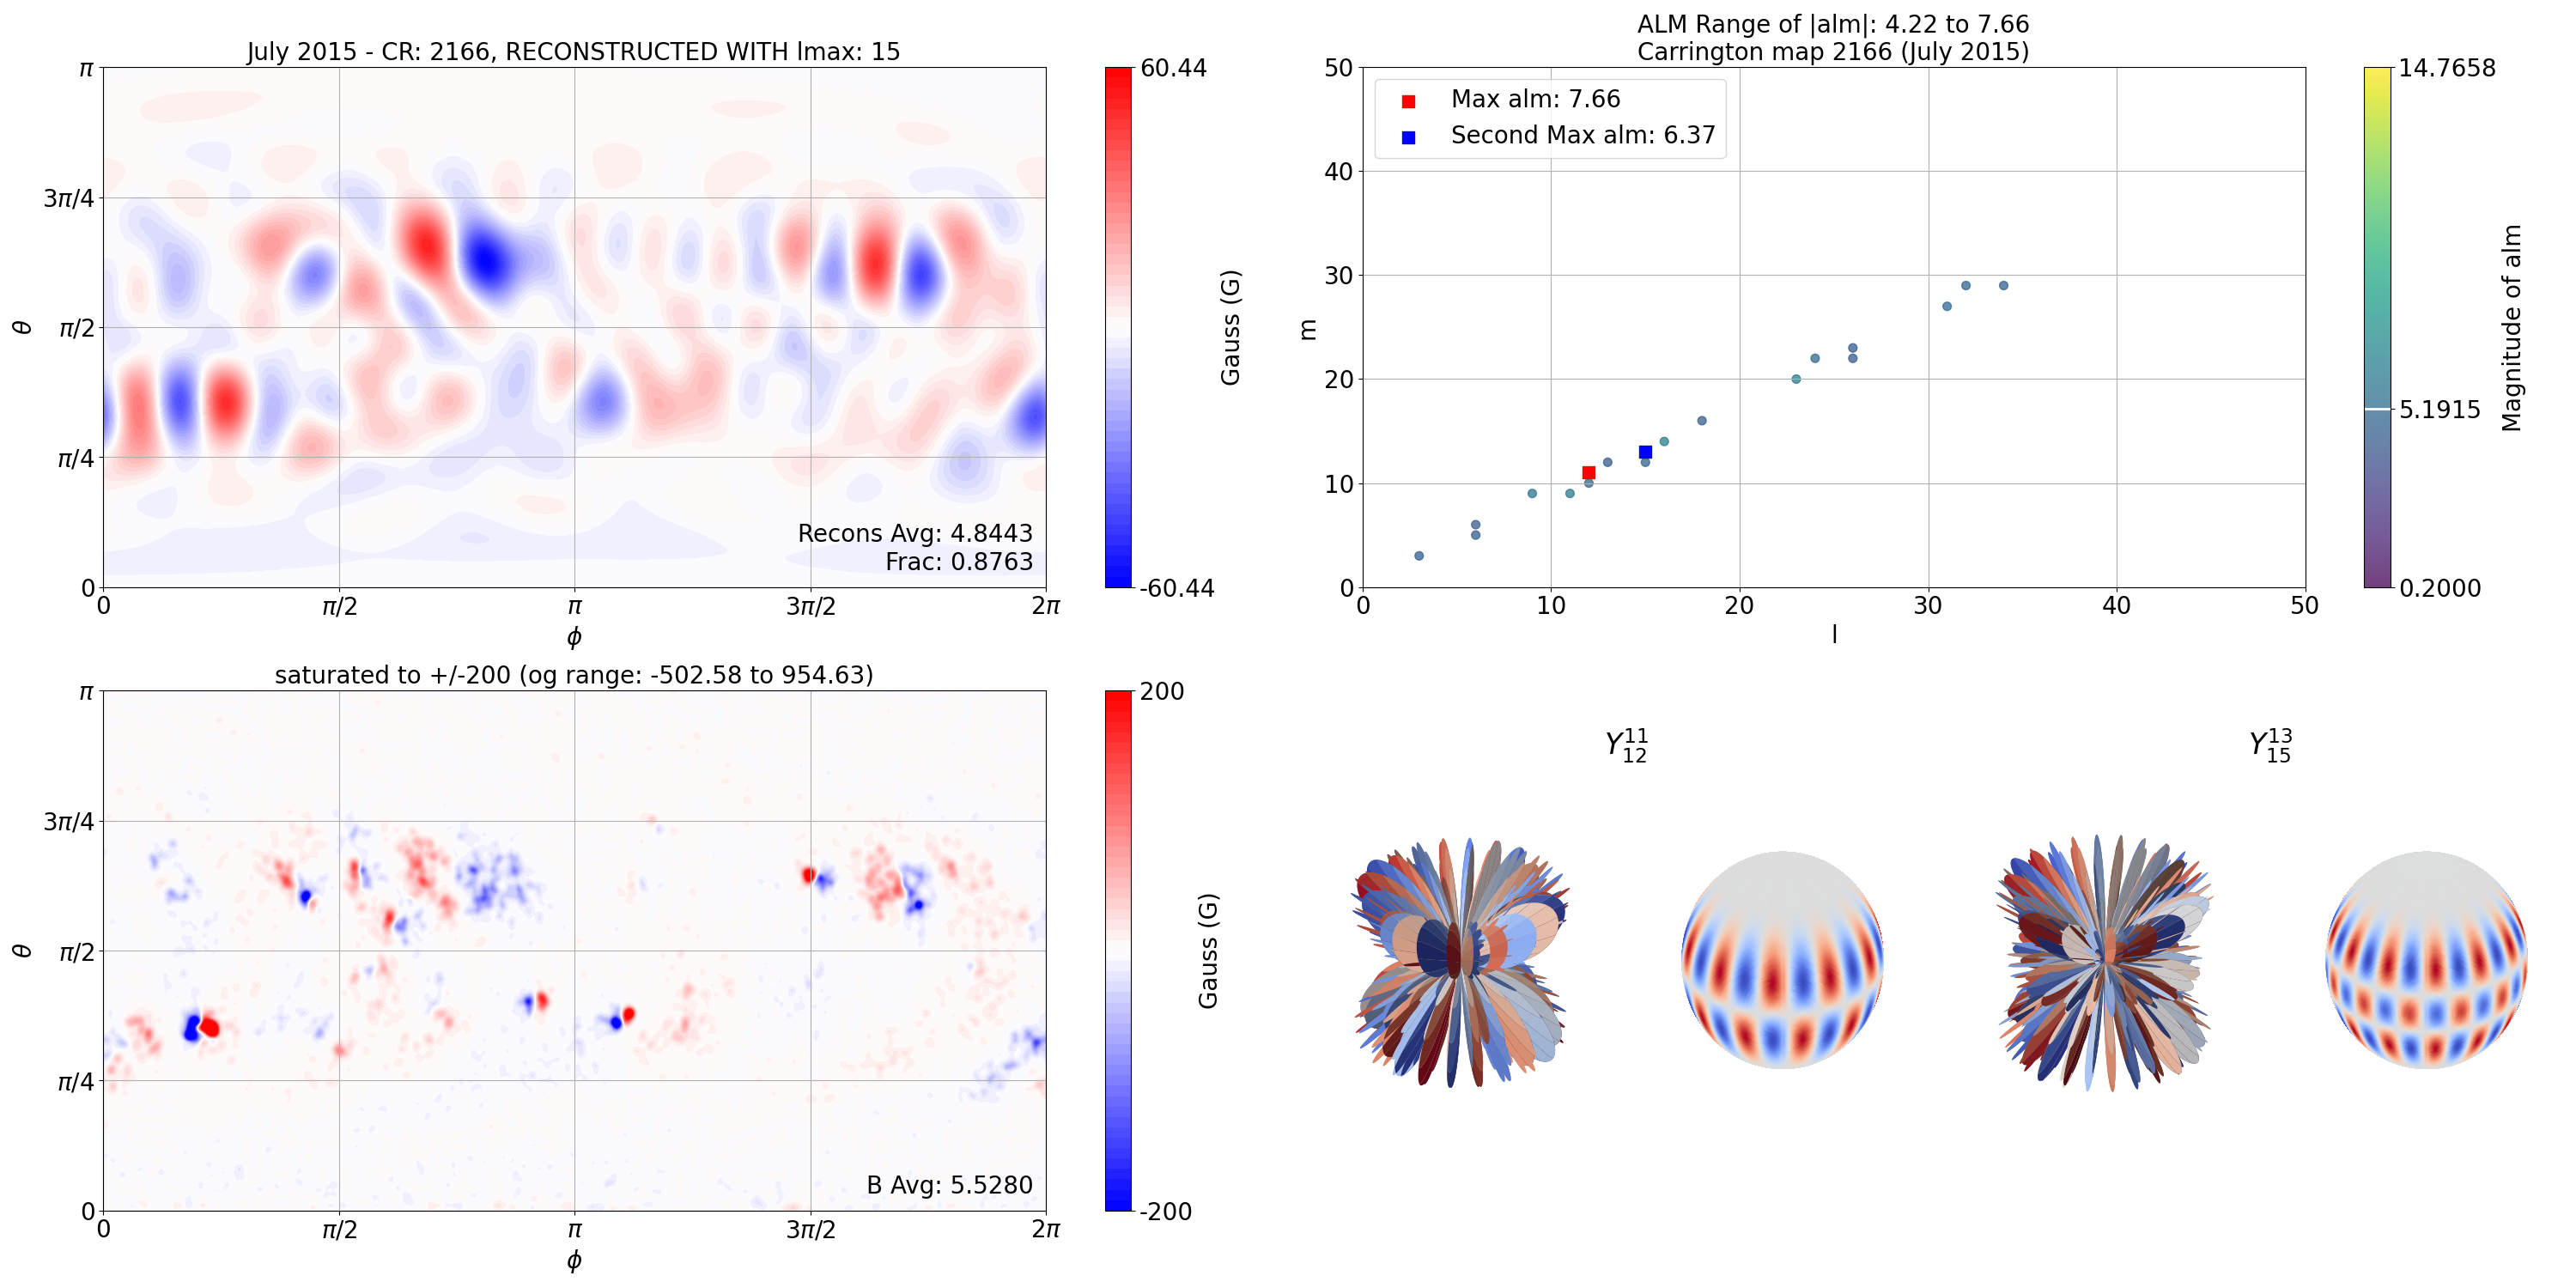 July 2015 - CR: 2166, RECONSTRUCTED WITH lmax: 15
π
3π/4
π/2
π/4
0
θ
0
π/2
π
3π/2
2π
ϕ
Recons Avg: 4.8443
Frac: 0.8763
60.44
-60.44
Gauss (G)
ALM Range of |alm|: 4.22 to 7.66
Carrington map 2166 (July 2015)
Max alm: 7.66
Second Max alm: 6.37
50
40
30
20
10
0
m
0
10
20
30
40
50
l
14.7658
5.1915
0.2000
Magnitude of alm
saturated to +/-200 (og range: -502.58 to 954.63)
π
3π/4
π/2
π/4
0
θ
0
π/2
π
3π/2
2π
ϕ
B Avg: 5.5280
200
-200
Gauss (G)
Y₁₂¹¹
Y₁₅¹³